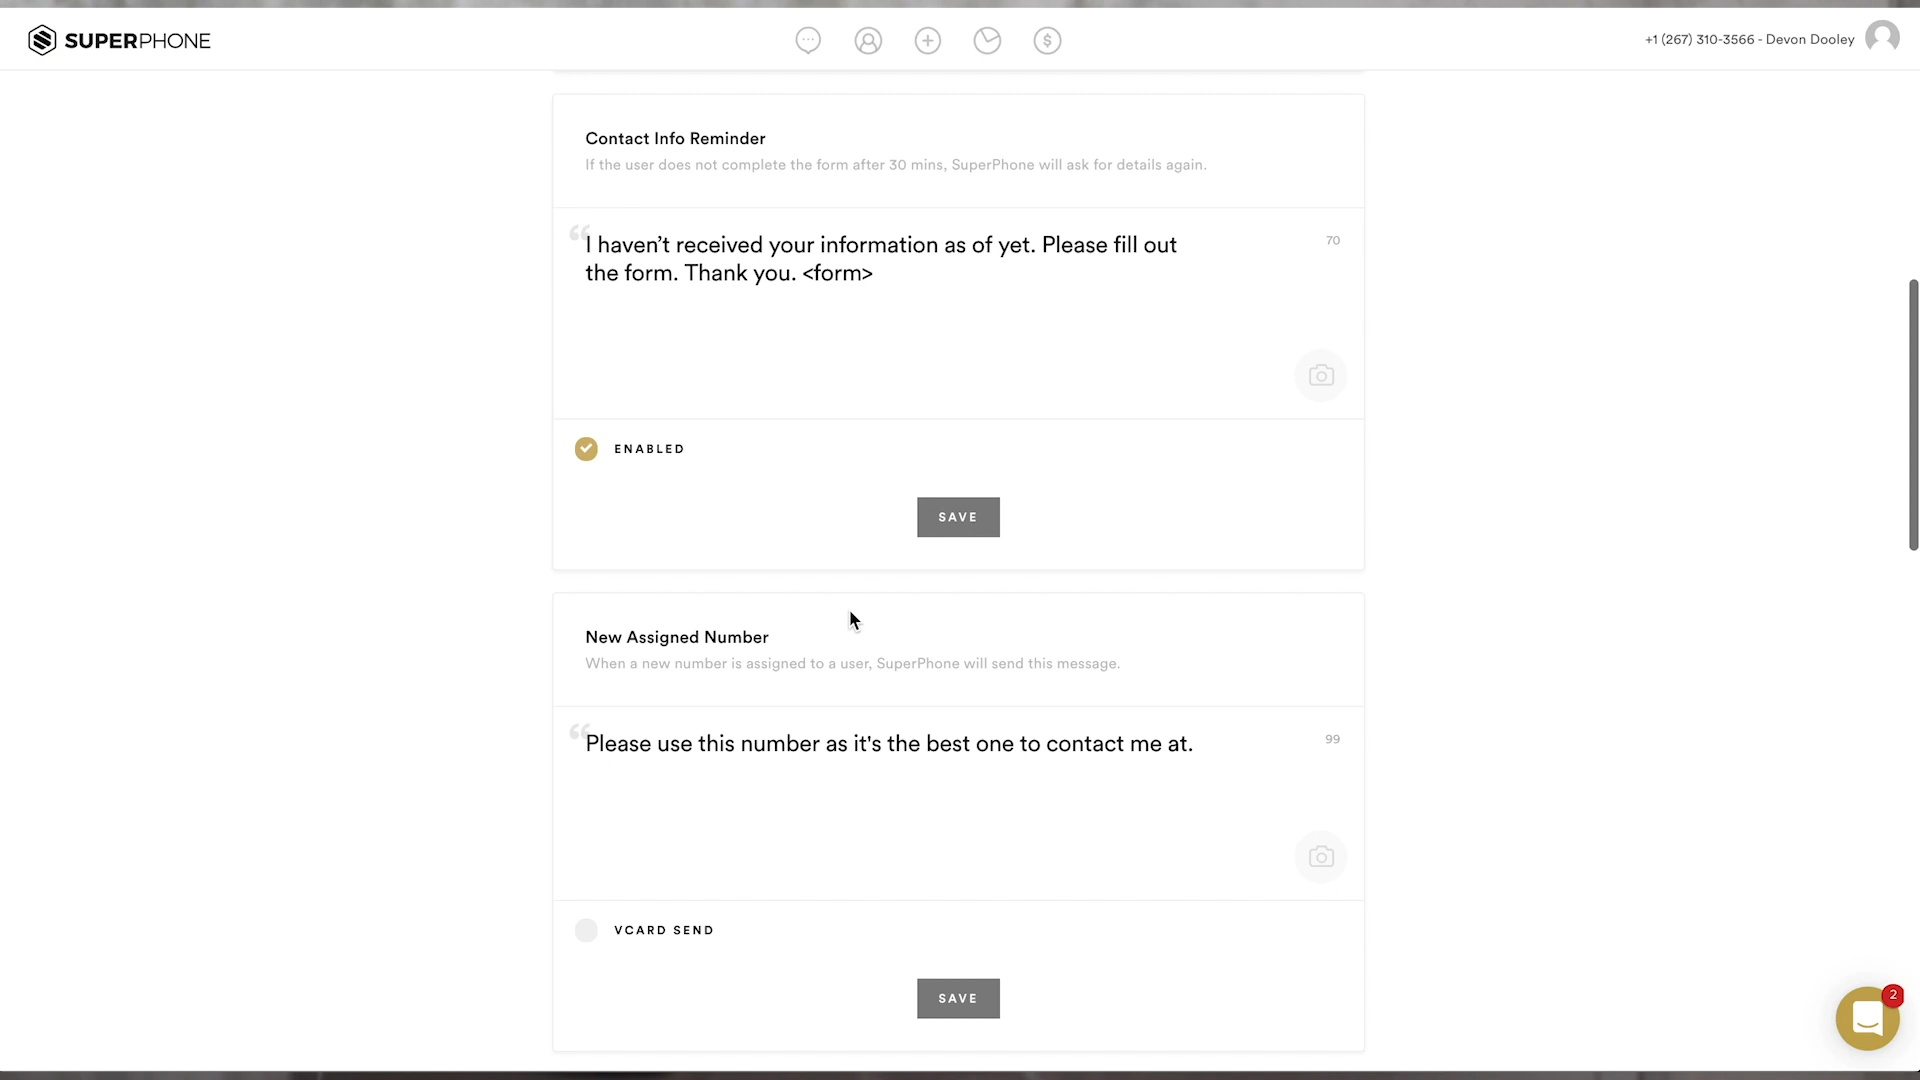 SUPERPHONE
$
+1 (267) 310-3566 - Devon Dooley
Contact Info Reminder
If the user does not complete the form after 30 mins, SuperPhone will ask for details again.
“
I haven’t received your information as of yet. Please fill out
the form. Thank you. <form>
70
ENABLED
SAVE
New Assigned Number
When a new number is assigned to a user, SuperPhone will send this message.
“
Please use this number as it's the best one to contact me at.
99
VCARD SEND
SAVE
2